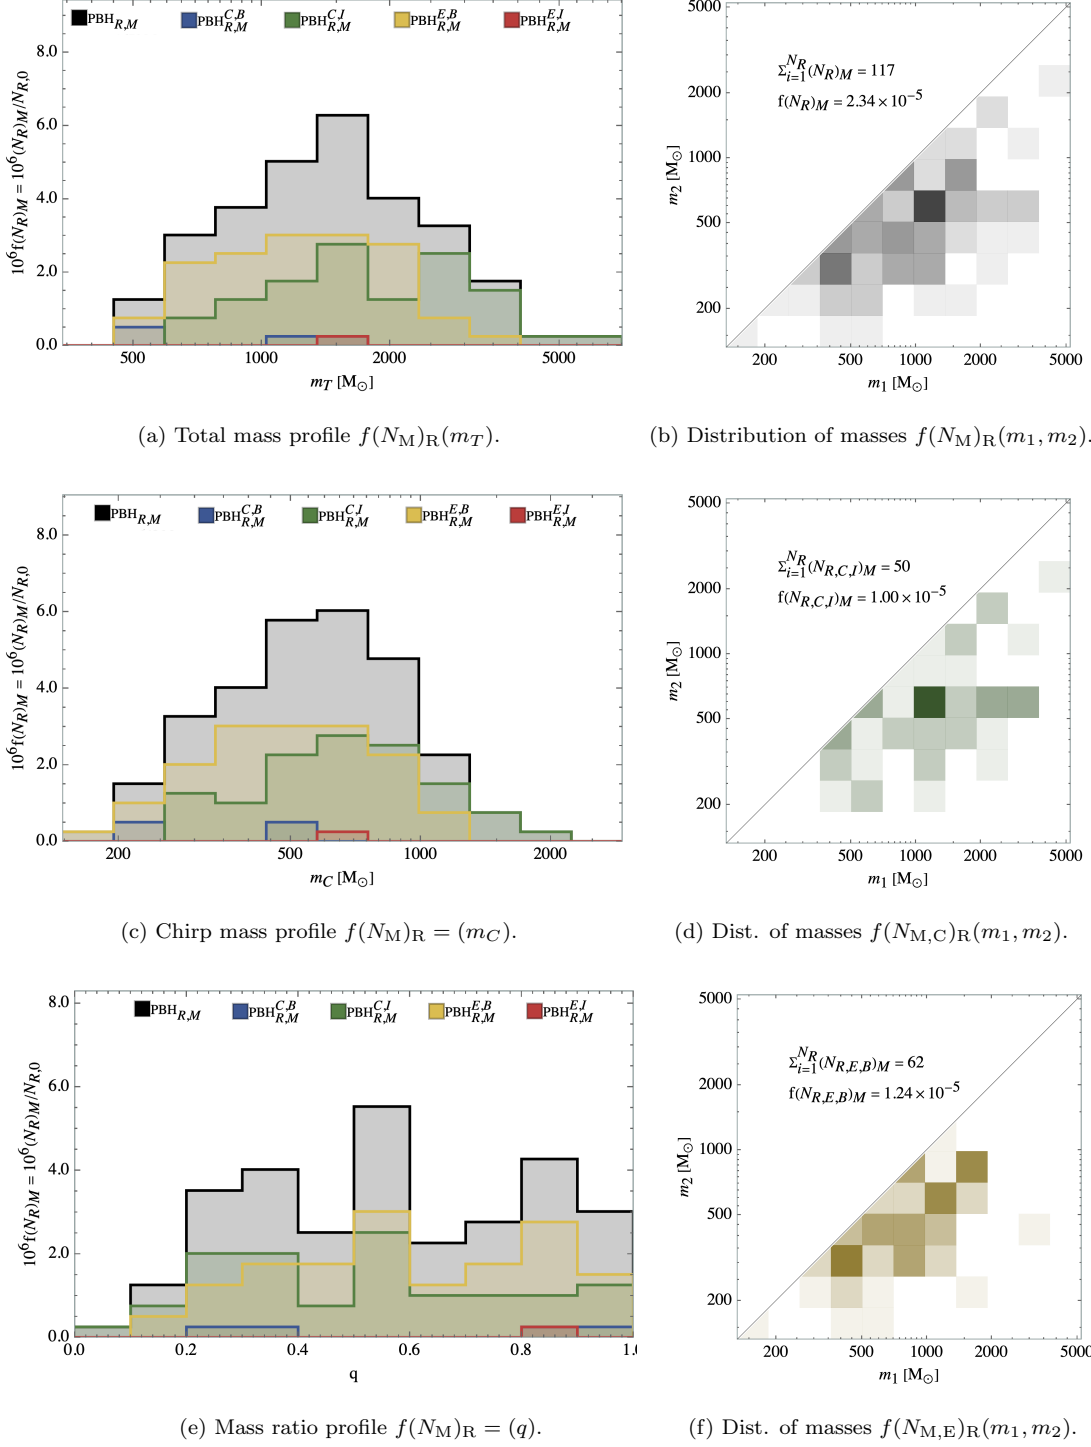 PBH_{R,M} PBH^{C,B}_{R,M} PBH^{C,I}_{R,M} PBH^{E,B}_{R,M} PBH^{E,I}_{R,M}
10^6 f(N_R)_M = 10^6 (N_R)_M/N_{R,0}
8.0
6.0
4.0
2.0
0.0
500 1000 2000 5000
m_T [M_⊙]
(a) Total mass profile f(N_M)_R(m_T).
5000
2000
1000
500
200
m_2 [M_⊙]
Σ^{N_R}_{i=1}(N_R)_M = 117
f(N_R)_M = 2.34 × 10^{-5}
200 500 1000 2000 5000
m_1 [M_⊙]
(b) Distribution of masses f(N_M)_R(m_1, m_2).
PBH_{R,M} PBH^{C,B}_{R,M} PBH^{C,I}_{R,M} PBH^{E,B}_{R,M} PBH^{E,I}_{R,M}
10^6 f(N_R)_M = 10^6 (N_R)_M/N_{R,0}
8.0
6.0
4.0
2.0
0.0
200 500 1000 2000
m_C [M_⊙]
(c) Chirp mass profile f(N_M)_R = (m_C).
5000
2000
1000
500
200
m_2 [M_⊙]
Σ^{N_R}_{i=1}(N_{R,C,I})_M = 50
f(N_{R,C,I})_M = 1.00 × 10^{-5}
200 500 1000 2000 5000
m_1 [M_⊙]
(d) Dist. of masses f(N_{M,C})_R(m_1, m_2).
PBH_{R,M} PBH^{C,B}_{R,M} PBH^{C,I}_{R,M} PBH^{E,B}_{R,M} PBH^{E,I}_{R,M}
10^6 f(N_R)_M = 10^6 (N_R)_M/N_{R,0}
8.0
6.0
4.0
2.0
0.0
0.0 0.2 0.4 0.6 0.8 1.0
q
(e) Mass ratio profile f(N_M)_R = (q).
5000
2000
1000
500
200
m_2 [M_⊙]
Σ^{N_R}_{i=1}(N_{R,E,B})_M = 62
f(N_{R,E,B})_M = 1.24 × 10^{-5}
200 500 1000 2000 5000
m_1 [M_⊙]
(f) Dist. of masses f(N_{M,E})_R(m_1, m_2).